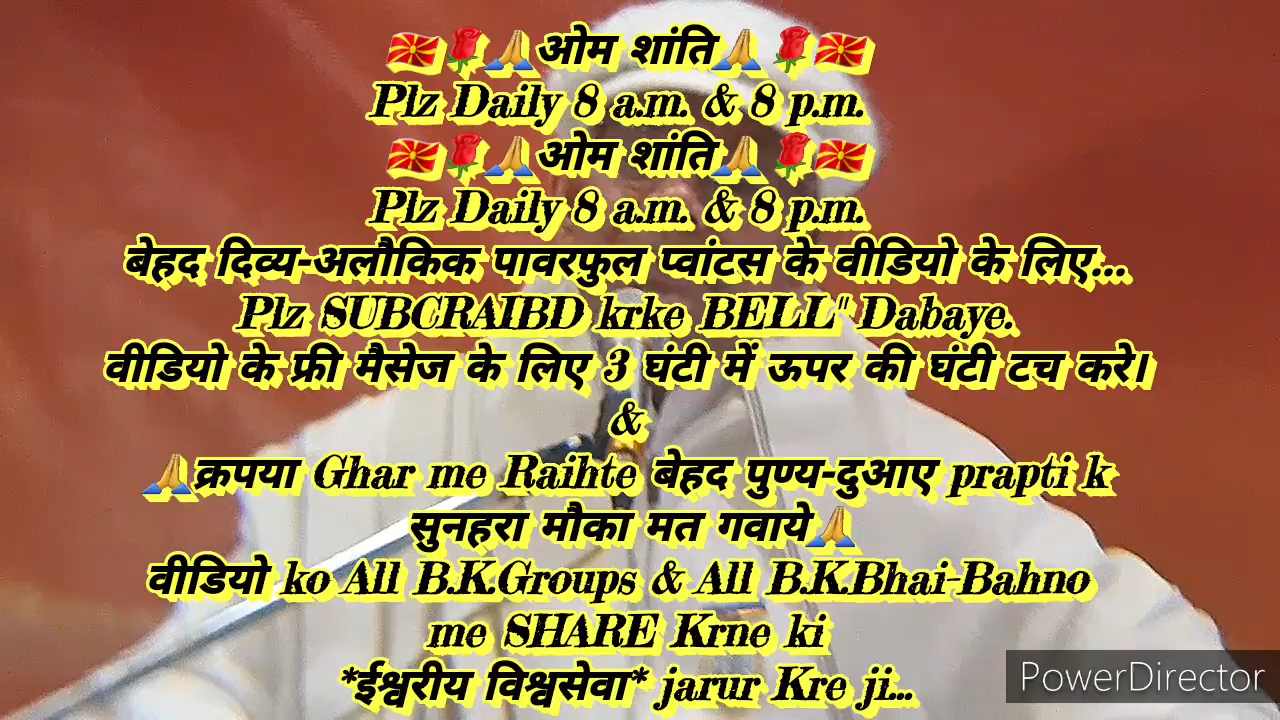 🇲🇰🌹🙏ओम शांति🙏🌹🇲🇰
Plz Daily 8 a.m. & 8 p.m.
🇲🇰🌹🙏ओम शांति🙏🌹🇲🇰
Plz Daily 8 a.m. & 8 p.m.
बेहद दिव्य-अलौकिक पावरफुल प्वांटस के वीडियो के लिए...
Plz SUBCRAIBD krke BELL" Dabaye.
वीडियो के फ्री मैसेज के लिए 3 घंटी में ऊपर की घंटी टच करे।
&
🙏क्रपया Ghar me Raihte बेहद पुण्य-दुआए prapti k
सुनहरा मौका मत गवाये🙏
वीडियो ko All B.K.Groups & All B.K.Bhai-Bahno
me SHARE Krne ki
*ईश्वरीय विश्वसेवा* jarur Kre ji...
PowerDirector